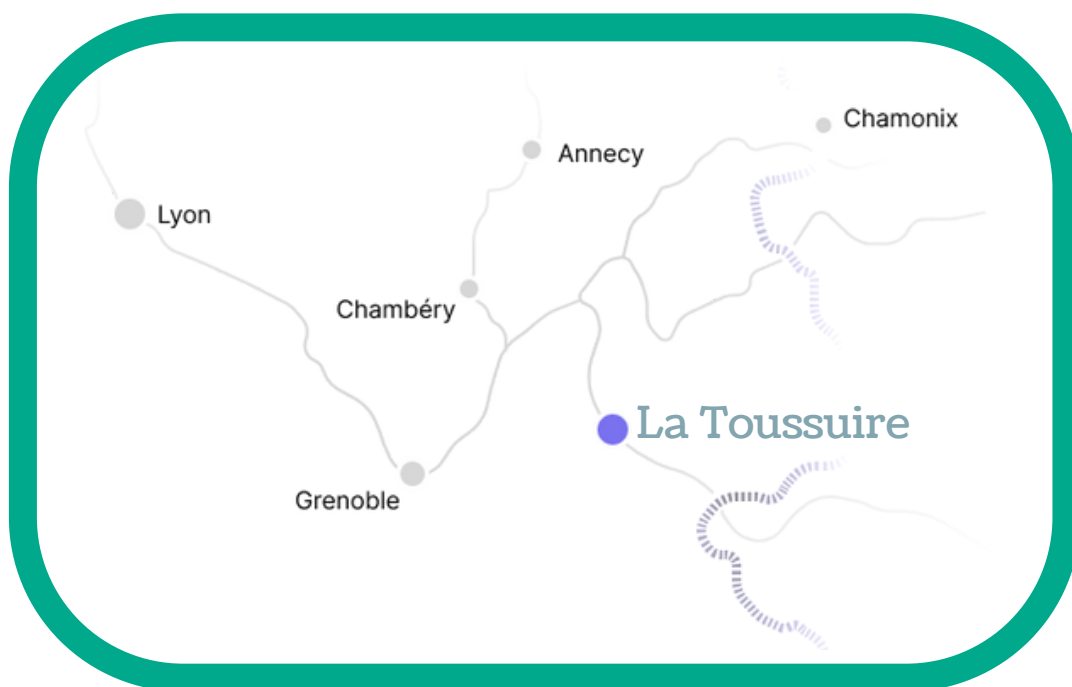 Chamonix
Annecy
Lyon
Chambéry
La Toussuire
Grenoble